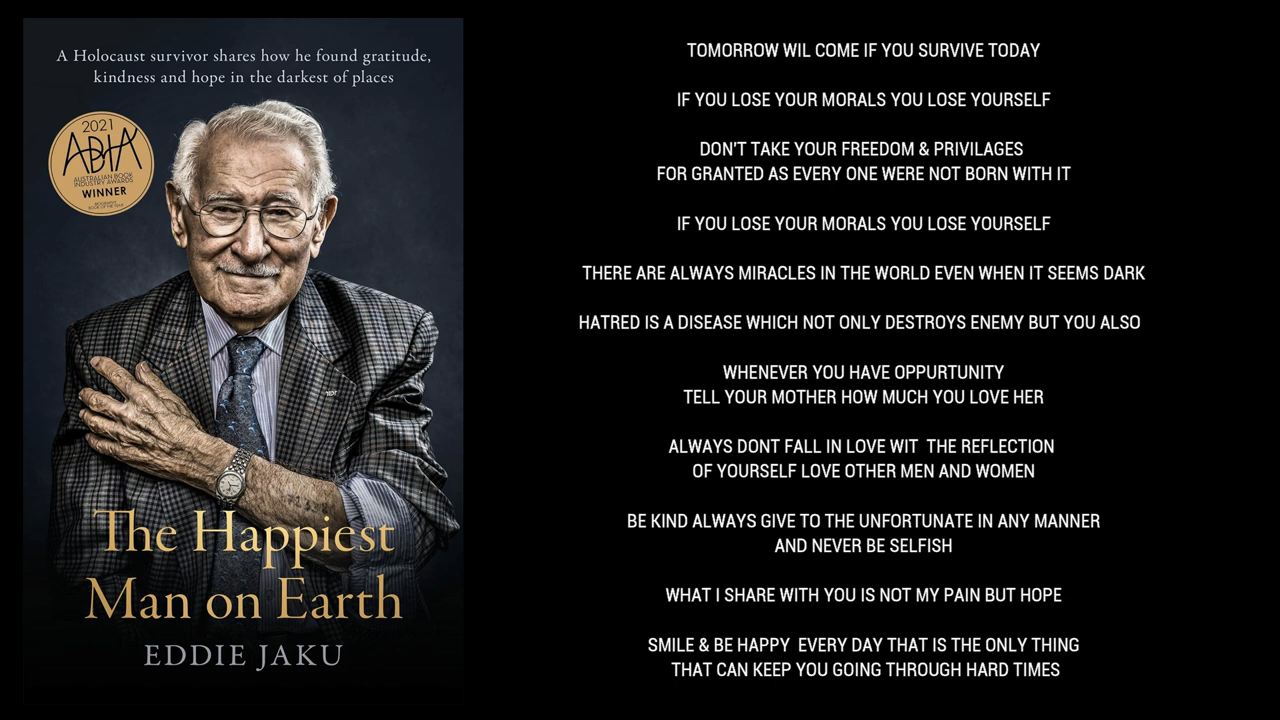 A Holocaust survivor shares how he found gratitude,
kindness and hope in the darkest of places
2021
ABIA
AUSTRALIAN BOOK
INDUSTRY AWARDS
WINNER
BOOK OF THE YEAR
The Happiest
Man on Earth
EDDIE JAKU
TOMORROW WIL COME IF YOU SURVIVE TODAY
IF YOU LOSE YOUR MORALS YOU LOSE YOURSELF
DON'T TAKE YOUR FREEDOM & PRIVILAGES
FOR GRANTED AS EVERY ONE WERE NOT BORN WITH IT
IF YOU LOSE YOUR MORALS YOU LOSE YOURSELF
THERE ARE ALWAYS MIRACLES IN THE WORLD EVEN WHEN IT SEEMS DARK
HATRED IS A DISEASE WHICH NOT ONLY DESTROYS ENEMY BUT YOU ALSO
WHENEVER YOU HAVE OPPURTUNITY
TELL YOUR MOTHER HOW MUCH YOU LOVE HER
ALWAYS DONT FALL IN LOVE WIT  THE REFLECTION
OF YOURSELF LOVE OTHER MEN AND WOMEN
BE KIND ALWAYS GIVE TO THE UNFORTUNATE IN ANY MANNER
AND NEVER BE SELFISH
WHAT I SHARE WITH YOU IS NOT MY PAIN BUT HOPE
SMILE & BE HAPPY  EVERY DAY THAT IS THE ONLY THING
THAT CAN KEEP YOU GOING THROUGH HARD TIMES